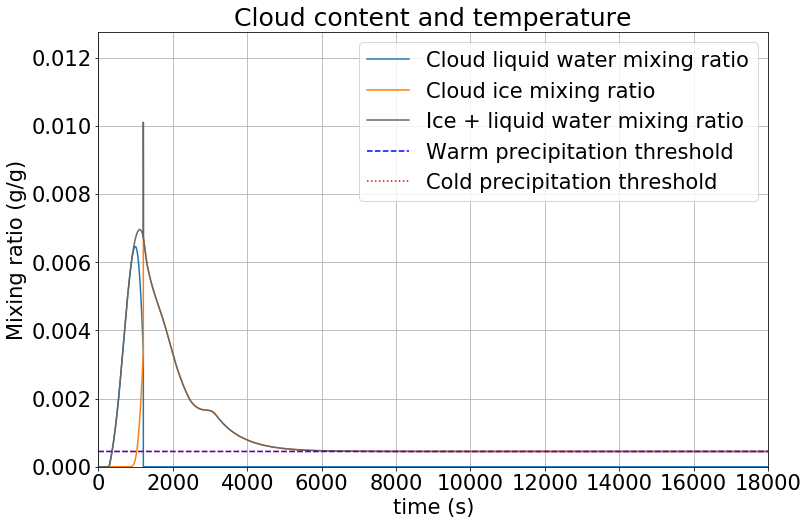 Cloud content and temperature
Cloud liquid water mixing ratio
Cloud ice mixing ratio
Ice + liquid water mixing ratio
Warm precipitation threshold
Cold precipitation threshold
Mixing ratio (g/g)
0.012
0.010
0.008
0.006
0.004
0.002
0.000
0 2000 4000 6000 8000 10000 12000 14000 16000 18000
time (s)